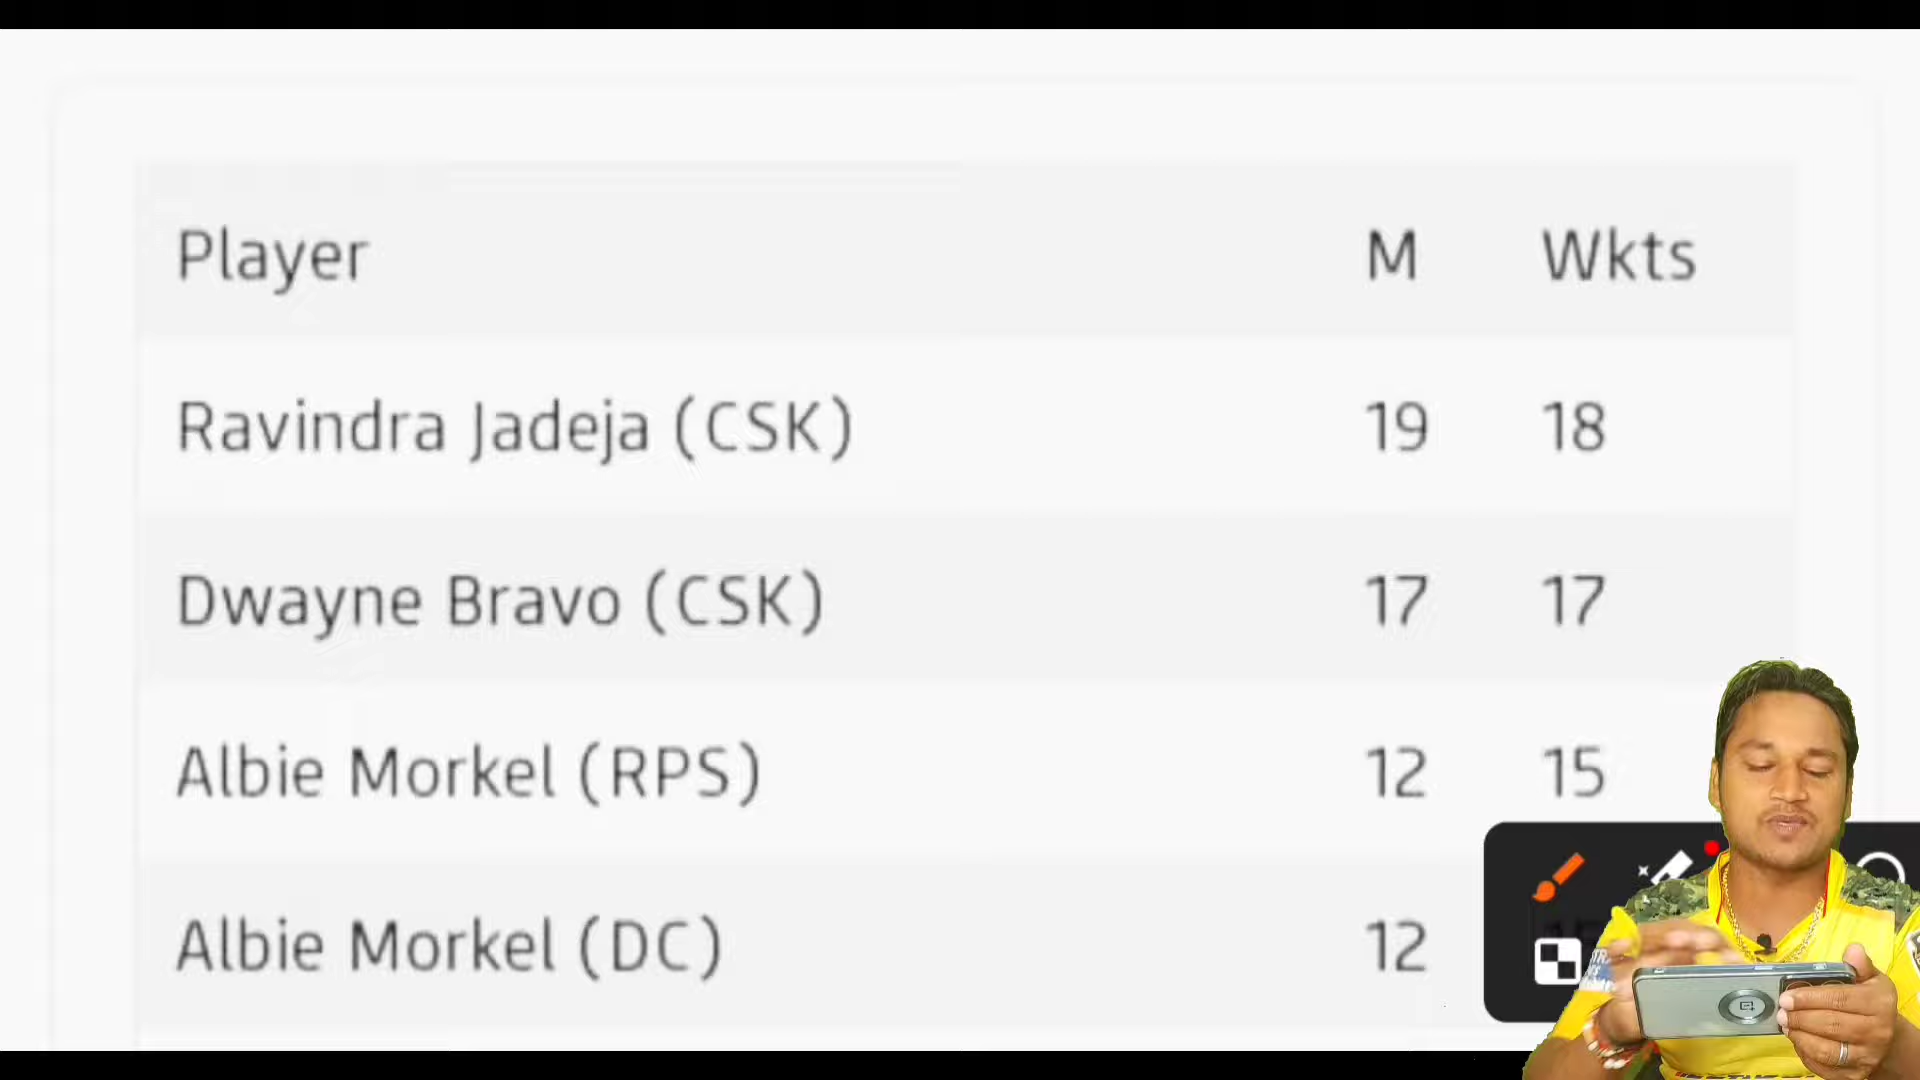 Player M Wkts
Ravindra Jadeja (CSK) 19 18
Dwayne Bravo (CSK) 17 17
Albie Morkel (RPS) 12 15
Albie Morkel (DC) 12